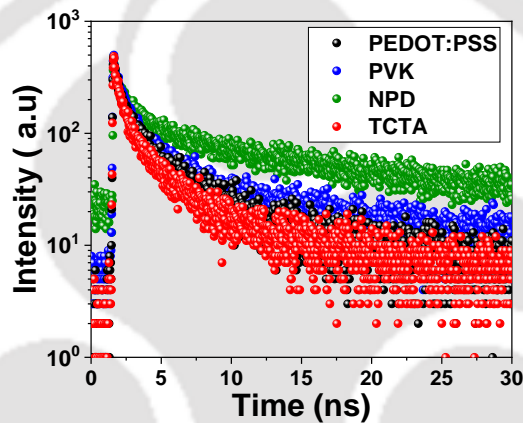 10³
PEDOT:PSS
PVK
NPD
TCTA
10²
10¹
10⁰
Intensity ( a.u)
0 5 10 15 20 25 30
Time (ns)